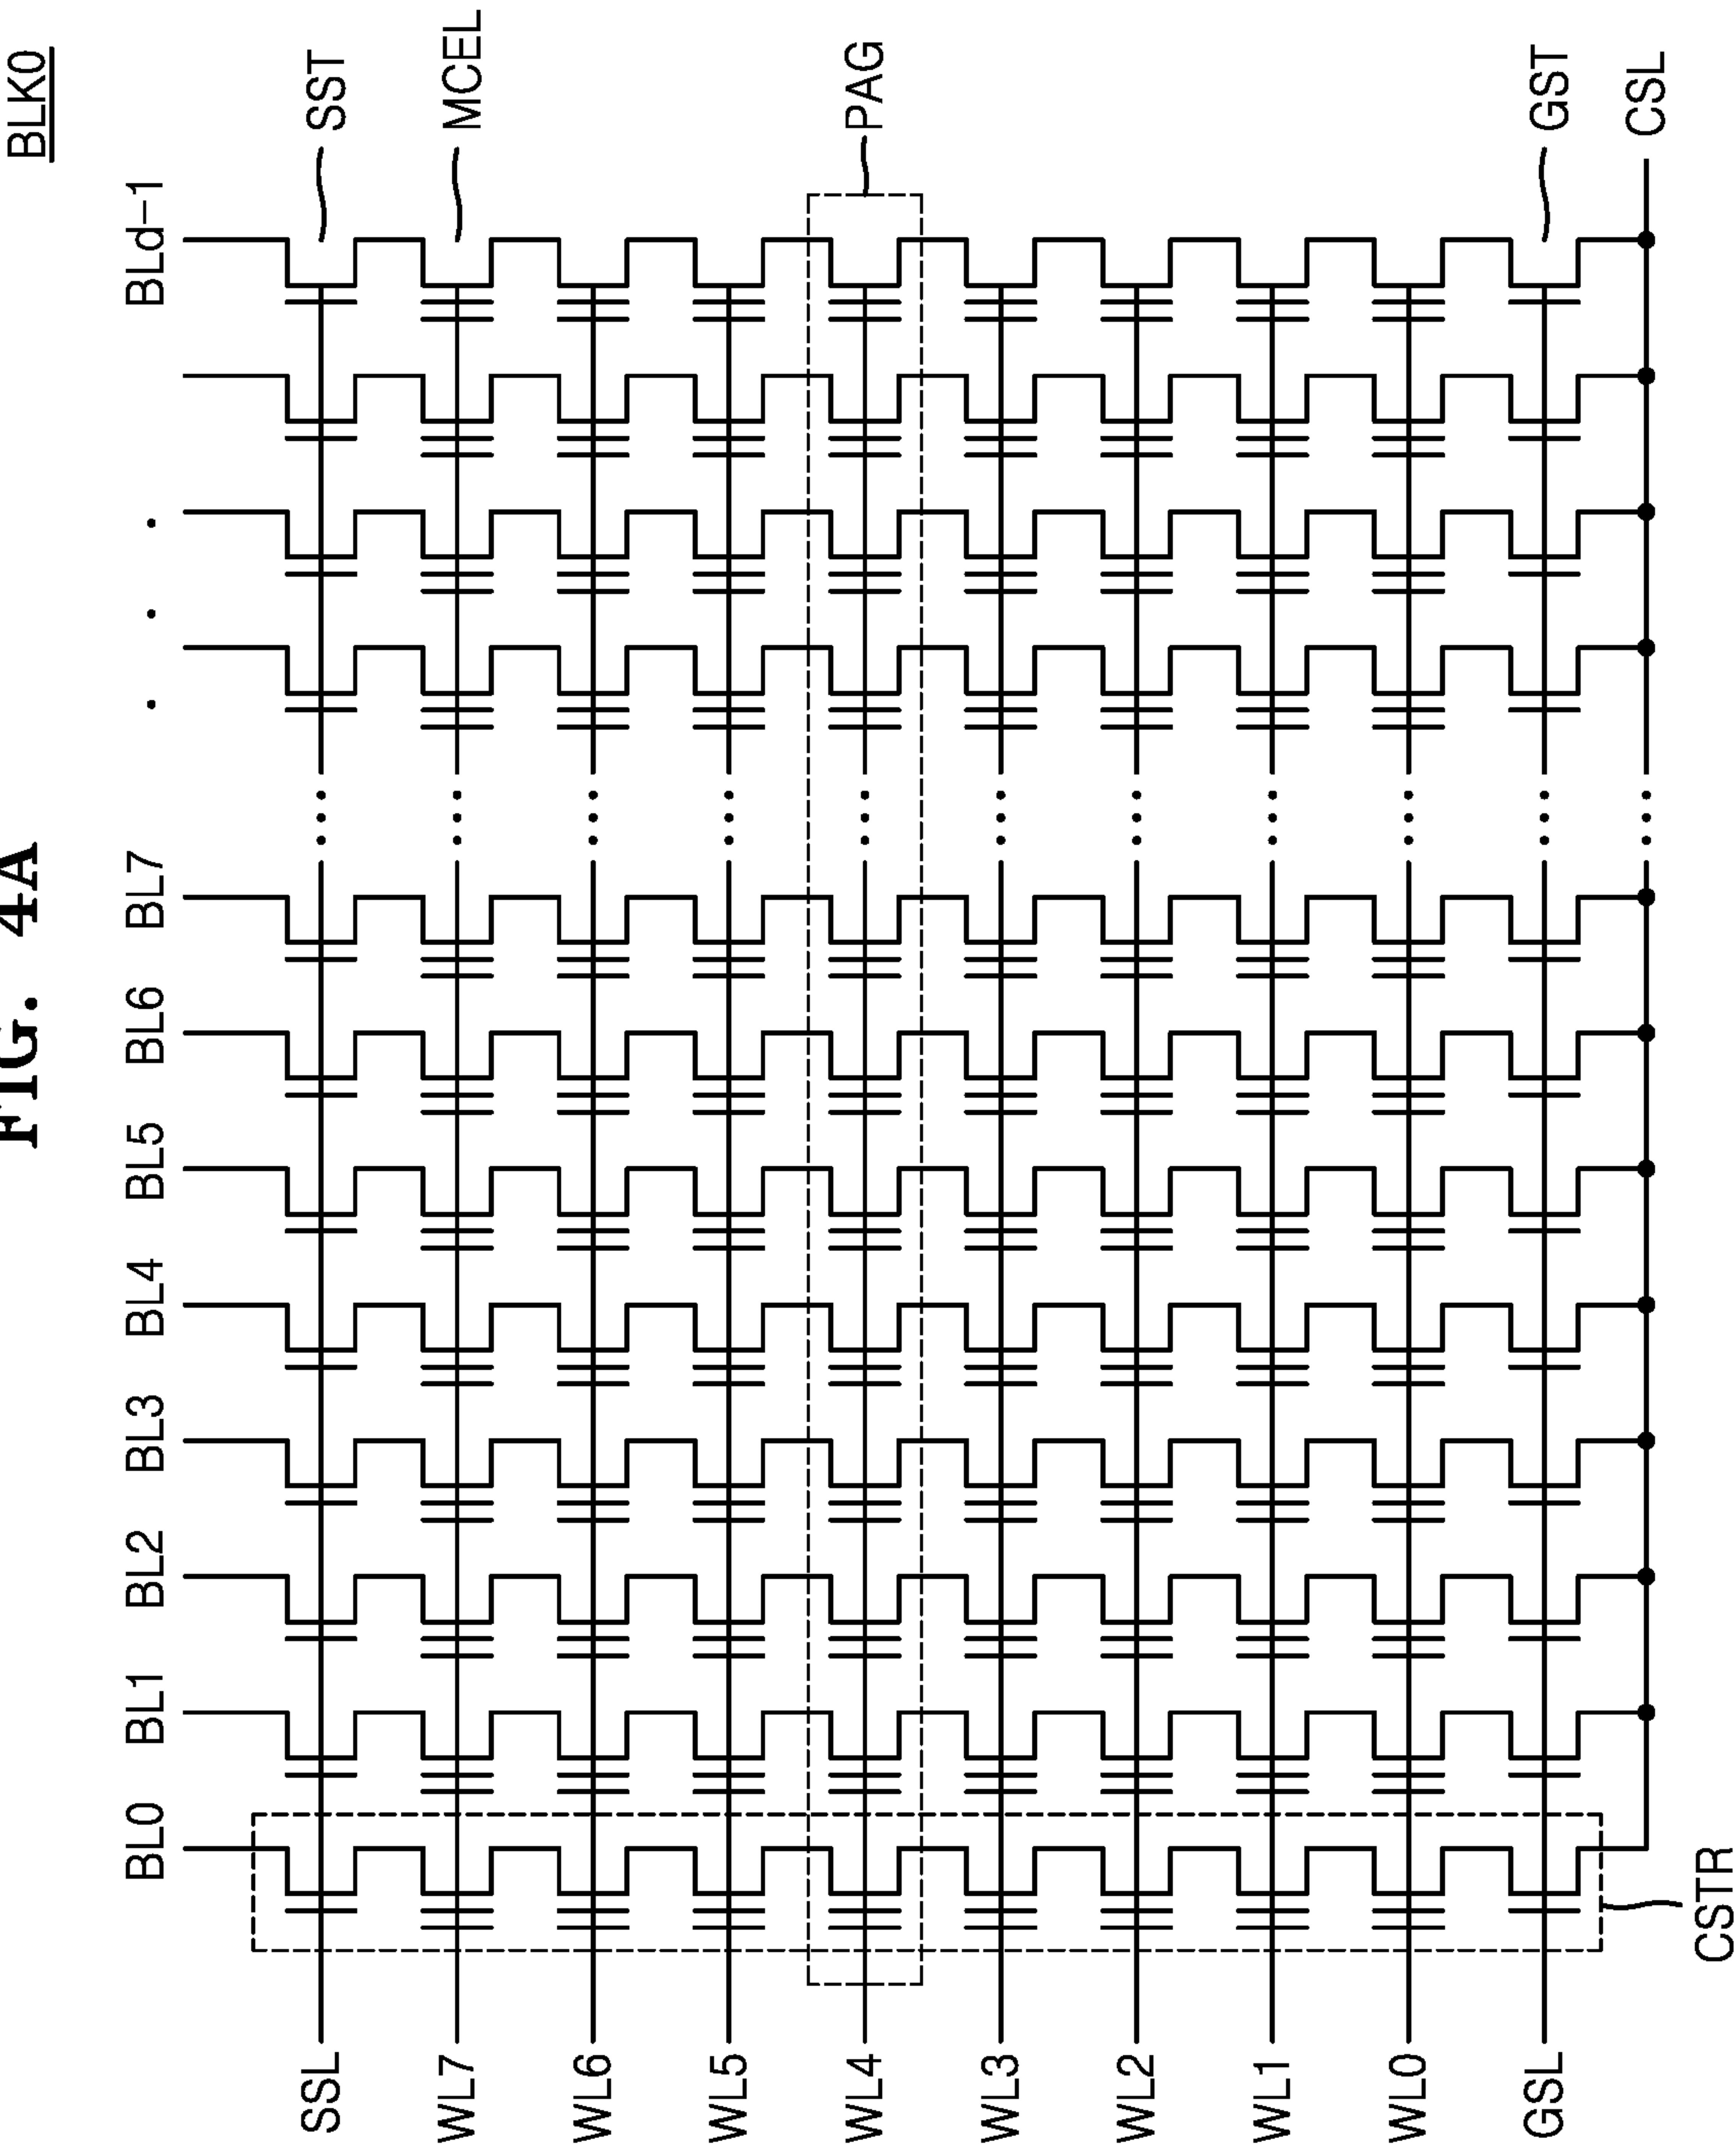 FIG. 4A
BLK0
BL0 BL1 BL2 BL3 BL4 BL5 BL6 BL7 . . . BLd-1
SSL
SST
WL7
MCEL
WL6
WL5
WL4
PAG
WL3
WL2
WL1
WL0
GSL
GST
CSL
CSTR